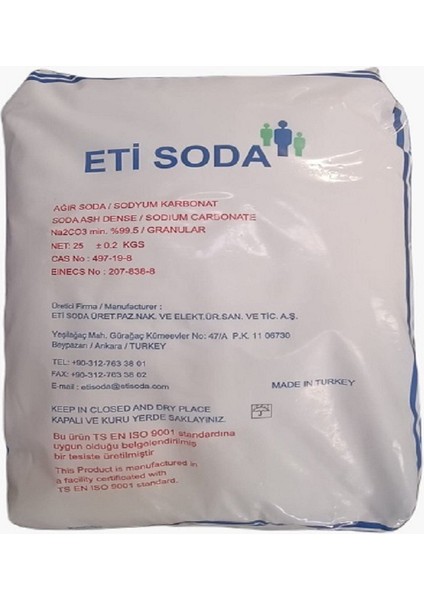 ETİ SODA
AĞIR SODA / SODYUM KARBONAT
SODA ASH DENSE / SODIUM CARBONATE
Na2CO3 min. %99.5 / GRANULAR
NET: 25 ± 0.2 KGS
CAS No : 497-19-8
EINECS No : 207-838-8
Üretici Firma / Manufacturer :
ETİ SODA ÜRET.PAZ.NAK. VE ELEKT.ÜR.SAN. VE TİC. A.Ş.
Yeşilağaç Mah. Gürağaç Kümeevler No: 47/A P.K. 11 06730
Beypazarı / Ankara / TURKEY
TEL: +90-312-763 38 01
FAX: +90-312-763 38 02
E-mail : etisoda@etisoda.com
MADE IN TURKEY
KEEP IN CLOSED AND DRY PLACE
KAPALI VE KURU YERDE SAKLAYINIZ.
Bu ürün TS EN ISO 9001 standardına
uygun olduğu belgelendirilmiş
bir tesiste üretilmiştir
This Product is manufactured in
a facility certificated with
TS EN ISO 9001 standard.